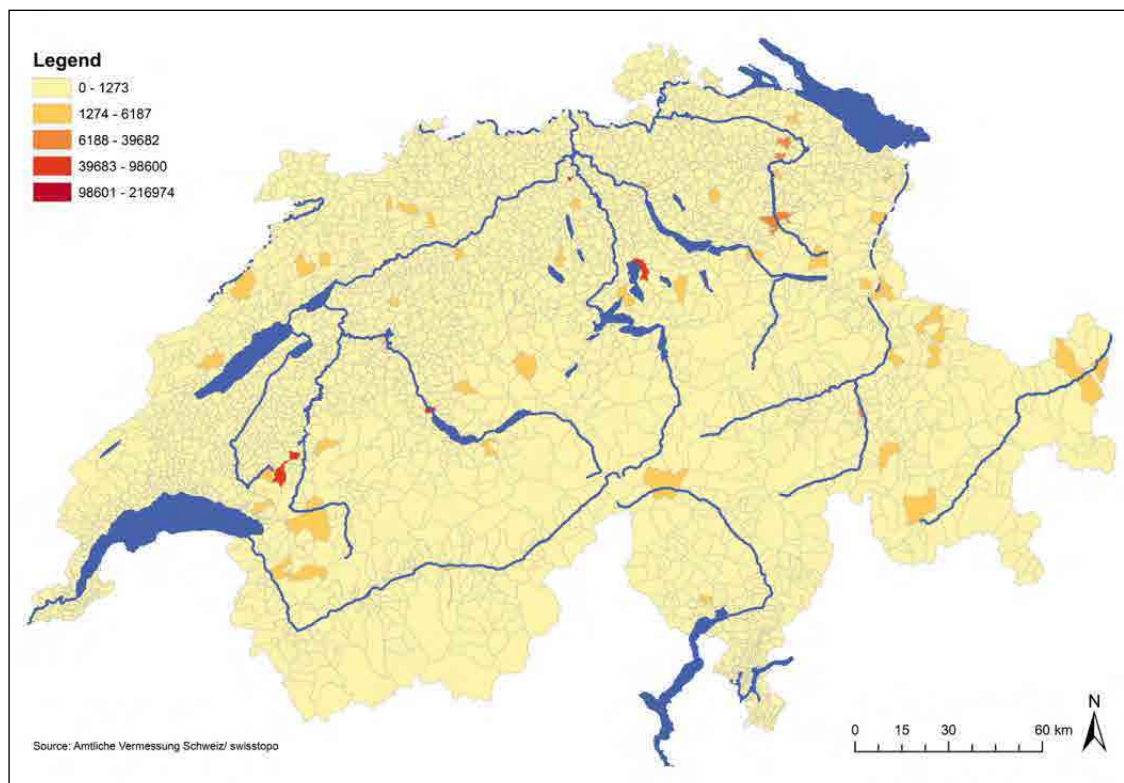 Legend
0 - 1273
1274 - 6187
6188 - 39682
39683 - 98600
98601 - 216974
N
0 15 30 60 km
Source: Amtliche Vermessung Schweiz/ swisstopo